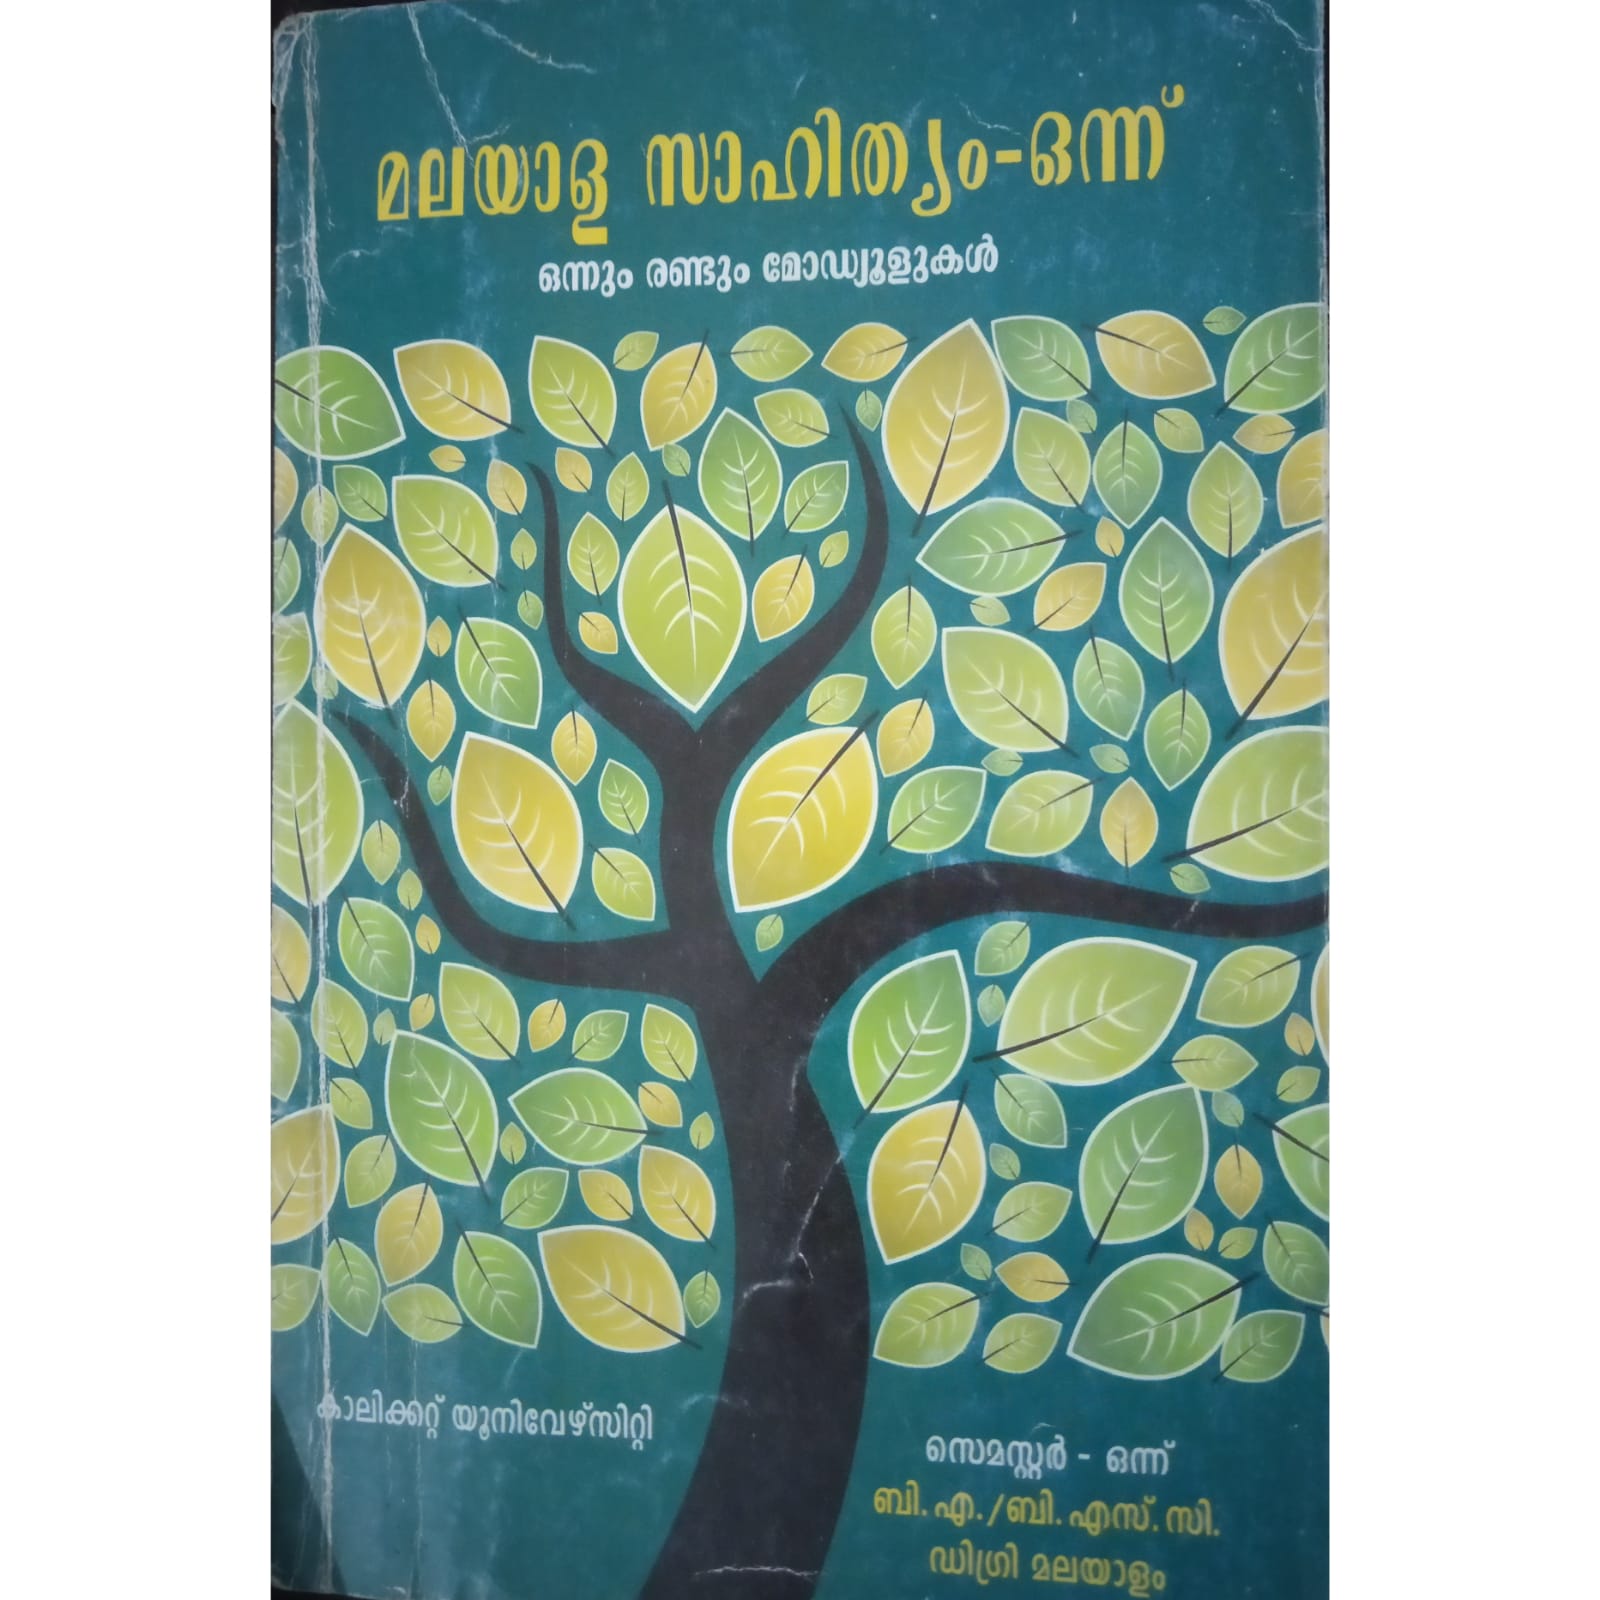 മലയാള സാഹിത്യം-ഒന്ന്
ഒന്നും രണ്ടും മോഡ്യൂളുകൾ
കാലിക്കറ്റ് യൂനിവേഴ്സിറ്റി
സെമസ്റ്റർ - ഒന്ന്
ബി.എ./ബി.എസ്.സി.
ഡിഗ്രി മലയാളം